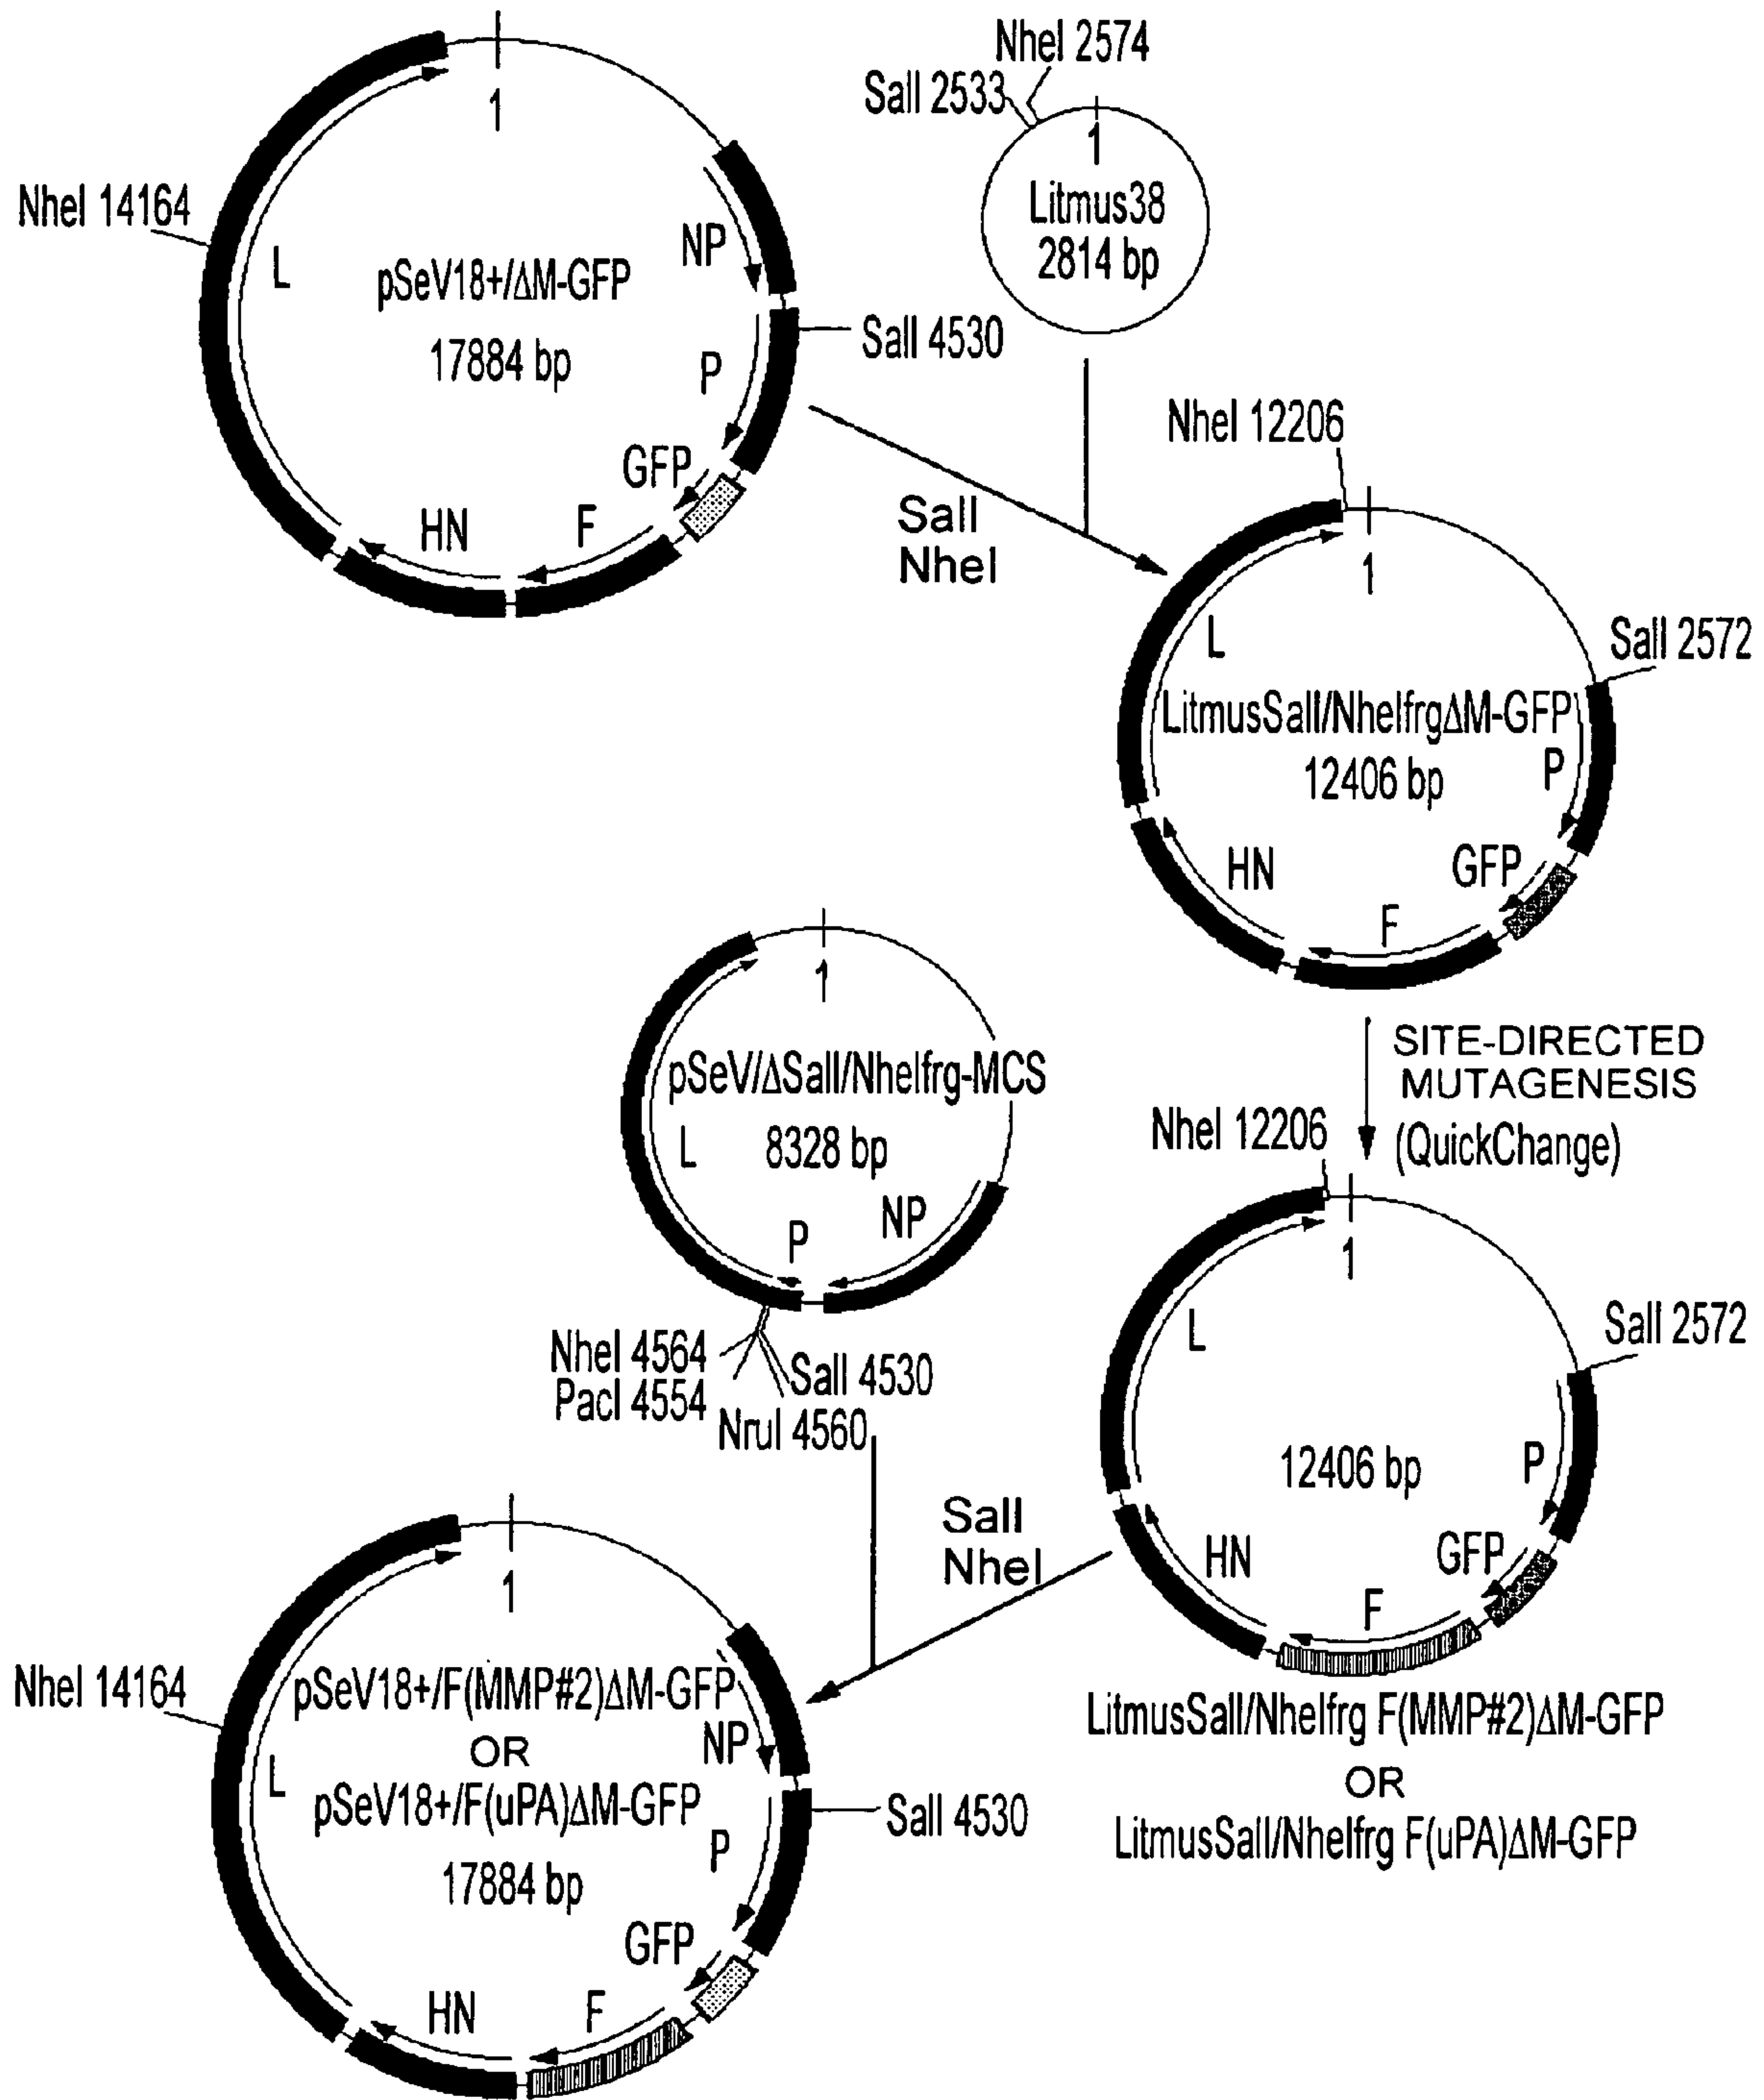 1
NheI 14164
L
pSeV18+/ΔM-GFP
17884 bp
NP
SalI 4530
P
GFP
F
HN
NheI 2574
SalI 2533
1
Litmus38
2814 bp
SalI
NheI
NheI 12206
1
SalI 2572
L
LitmusSalI/NheIfrgΔM-GFP
12406 bp
P
GFP
HN
F
SITE-DIRECTED
MUTAGENESIS
(QuickChange)
1
pSeV/ΔSalI/NheIfrg-MCS
8328 bp
L
P
NP
NheI 4564
PacI 4554
SalI 4530
NruI 4560
NheI 12206
1
SalI 2572
L
12406 bp
P
GFP
HN
F
LitmusSalI/NheIfrg F(MMP#2)ΔM-GFP
OR
LitmusSalI/NheIfrg F(uPA)ΔM-GFP
SalI
NheI
1
NheI 14164
pSeV18+/F(MMP#2)ΔM-GFP
OR
pSeV18+/F(uPA)ΔM-GFP
17884 bp
L
NP
SalI 4530
P
GFP
HN
F